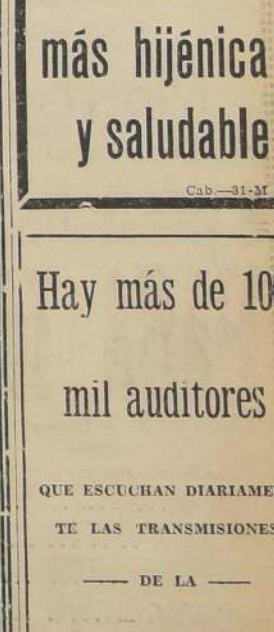 más hijénica
y saludable
Cab.—31-M
Hay más de 10
mil auditores
QUE ESCUCHAN DIARIAME
TE LAS TRANSMISIONES
DE LA